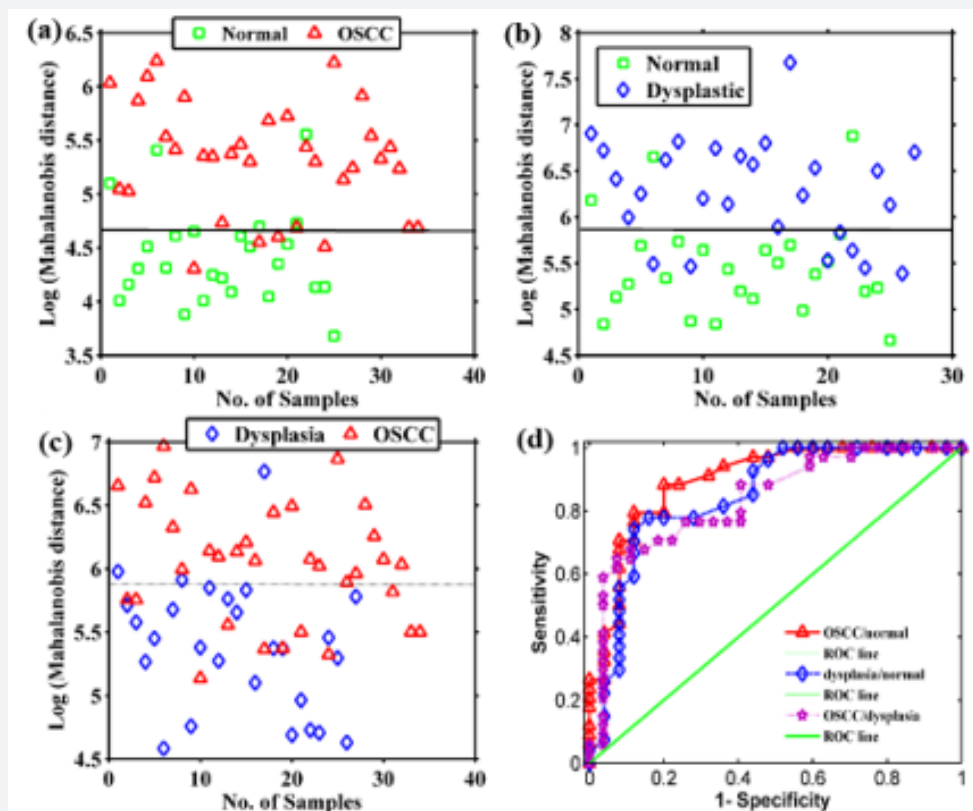 (a)
Normal OSCC
Log (Mahalanobis distance)
6.5
6
5.5
5
4.5
4
3.5
0 10 20 30 40
No. of Samples
(b)
Normal
Dysplastic
Log (Mahalanobis distance)
8
7.5
7
6.5
6
5.5
5
4.5
0 10 20 30
No. of Samples
(c)
Dysplasia OSCC
Log (Mahalanobis distance)
7
6.5
6
5.5
5
4.5
0 10 20 30 40
No. of Samples
(d)
Sensitivity
1
0.8
0.6
0.4
0.2
0
OSCC/normal
ROC line
dysplasia/normal
ROC line
OSCC/dysplasia
ROC line
0 0.2 0.4 0.6 0.8 1
1- Specificity